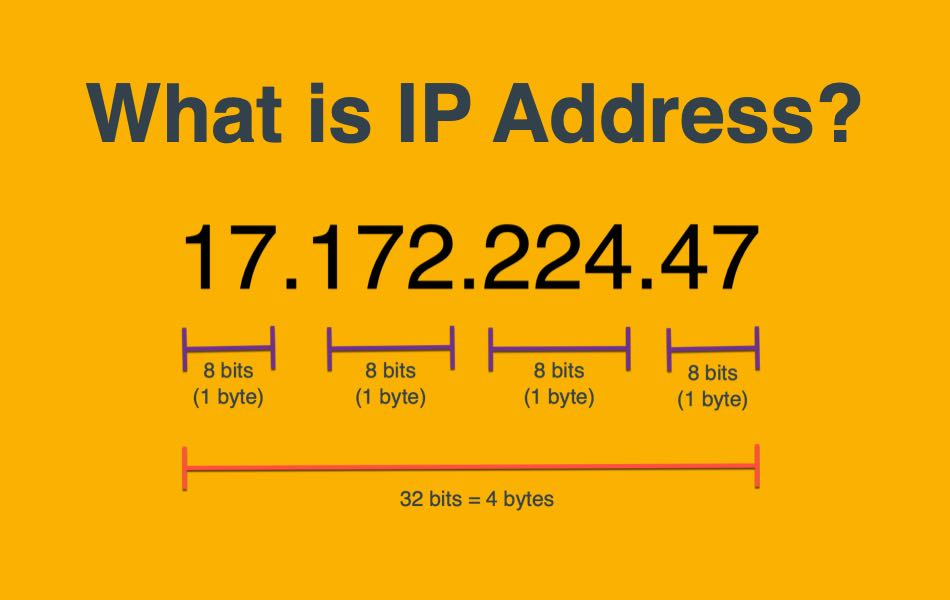 What is IP Address?
17.172.224.47
8 bits 8 bits 8 bits 8 bits
(1 byte) (1 byte) (1 byte) (1 byte)
32 bits = 4 bytes